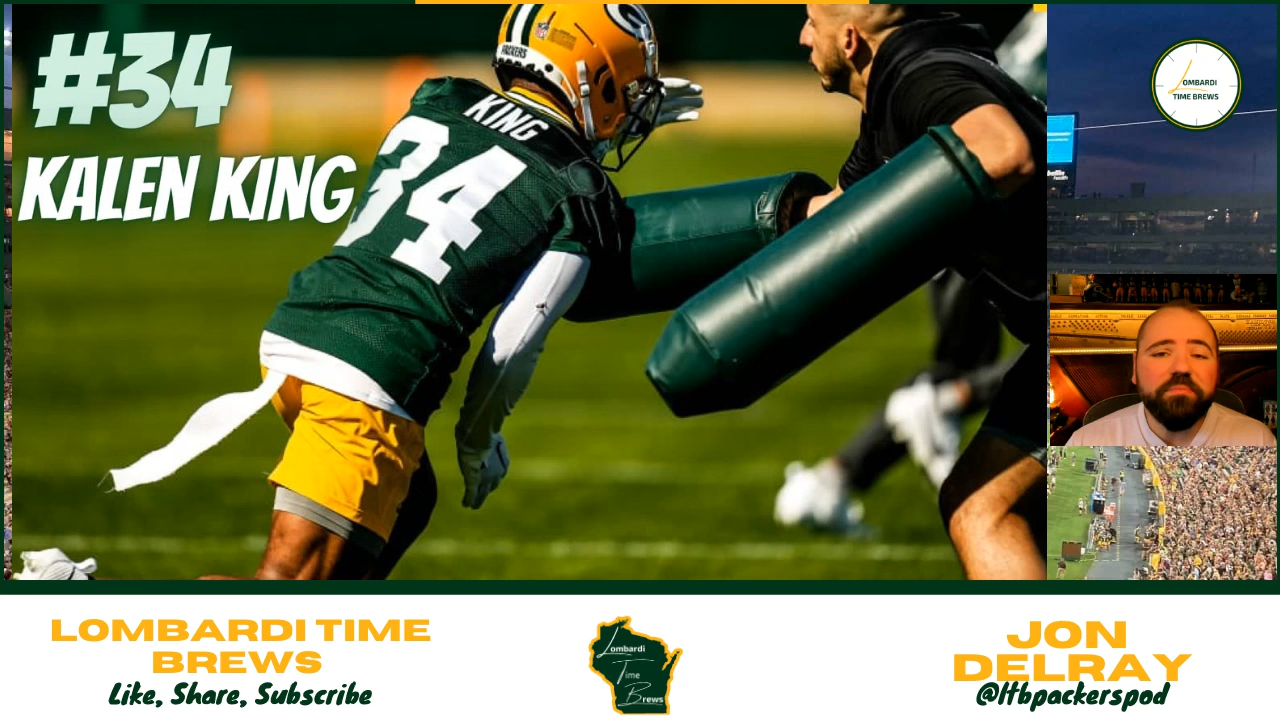 #34
KALEN KING
PACKERS
KING
34
LOMBARDI
TIME BREWS
LOMBARDI TIME
BREWS
Like, Share, Subscribe
Lombardi
Time
Brews
JON
DELRAY
@ltbpackerspod